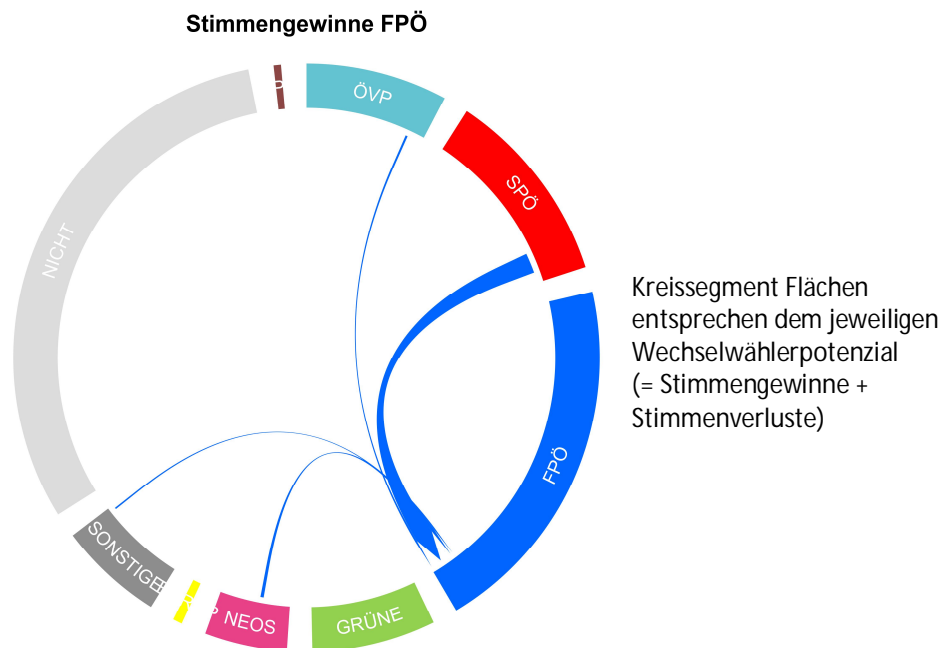 Stimmengewinne FPÖ
ÖVP
SPÖ
FPÖ
GRÜNE
NEOS
SONSTIGE
NICHT
Kreissegment Flächen
entsprechen dem jeweiligen
Wechselwählerpotenzial
(= Stimmengewinne +
Stimmenverluste)